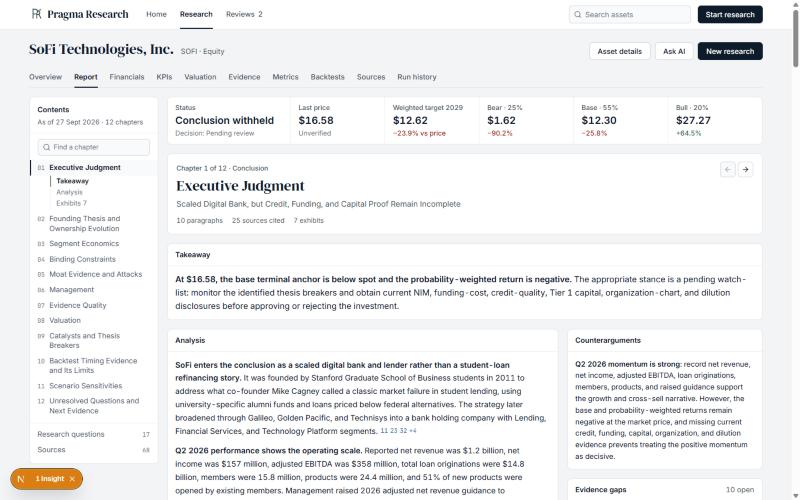 Pragma Research
Home
Research
Reviews 2
Search assets
Start research
SoFi Technologies, Inc. SOFI · Equity
Asset details
Ask AI
New research
Overview
Report
Financials
KPIs
Valuation
Evidence
Metrics
Backtests
Sources
Run history
Contents
As of 27 Sept 2026 · 12 chapters
Find a chapter
01 Executive Judgment
Takeaway
Analysis
Exhibits 7
02 Founding Thesis and
Ownership Evolution
03 Segment Economics
04 Binding Constraints
05 Moat Evidence and Attacks
06 Management
07 Evidence Quality
08 Valuation
09 Catalysts and Thesis
Breakers
10 Backtest Timing Evidence
and Its Limits
11 Scenario Sensitivities
12 Unresolved Questions and
Next Evidence
Research questions 17
Sources 68
N 1 Insight ×
Status
Conclusion withheld
Decision: Pending review
Last price
$16.58
Unverified
Weighted target 2029
$12.62
−23.9% vs price
Bear · 25%
$1.62
−90.2%
Base · 55%
$12.30
−25.8%
Bull · 20%
$27.27
+64.5%
Chapter 1 of 12 · Conclusion
Executive Judgment
Scaled Digital Bank, but Credit, Funding, and Capital Proof Remain Incomplete
10 paragraphs 25 sources cited 7 exhibits
Takeaway
At $16.58, the base terminal anchor is below spot and the probability-weighted return is negative. The appropriate stance is a pending watch-
list: monitor the identified thesis breakers and obtain current NIM, funding-cost, credit-quality, Tier 1 capital, organization-chart, and dilution
disclosures before approving or rejecting the investment.
Analysis
SoFi enters the conclusion as a scaled digital bank and lender rather than a student-loan
refinancing story. It was founded by Stanford Graduate School of Business students in 2011 to
address what co-founder Mike Cagney called a classic market failure in student lending, using
university-specific alumni funds and loans priced below federal alternatives. The strategy later
broadened through Galileo, Golden Pacific, and Technisys into a bank holding company with Lending,
Financial Services, and Technology Platform segments. 11 23 32 +4
Q2 2026 performance shows the operating scale. Reported net revenue was $1.2 billion, net
income was $157 million, adjusted EBITDA was $358 million, total loan originations were $14.8
billion, members were 15.8 million, products were 24.4 million, and 51% of new products were
opened by existing members. Management raised 2026 adjusted net revenue guidance to
Counterarguments
Q2 2026 momentum is strong: record net revenue,
net income, adjusted EBITDA, loan originations,
members, products, and raised guidance support
the growth and cross-sell narrative. However, the
base and probability-weighted returns remain
negative at the market price, and missing current
credit, funding, capital, organization, and dilution
evidence prevents treating the positive momentum
as decisive.
Evidence gaps 10 open